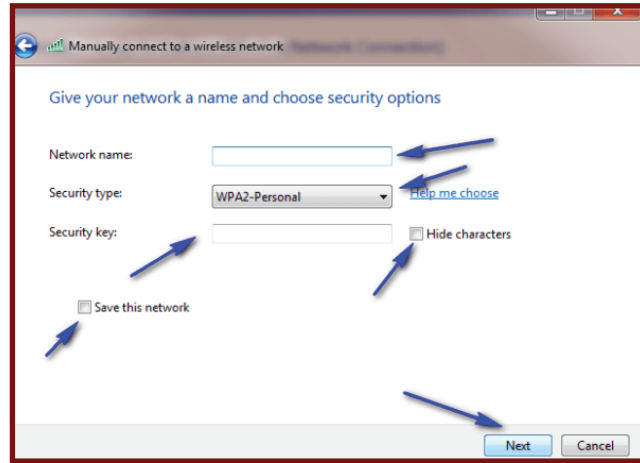 Manually connect to a wireless network
Give your network a name and choose security options
Network name:
Security type: WPA2-Personal Help me choose
Security key: Hide characters
Save this network
Next Cancel